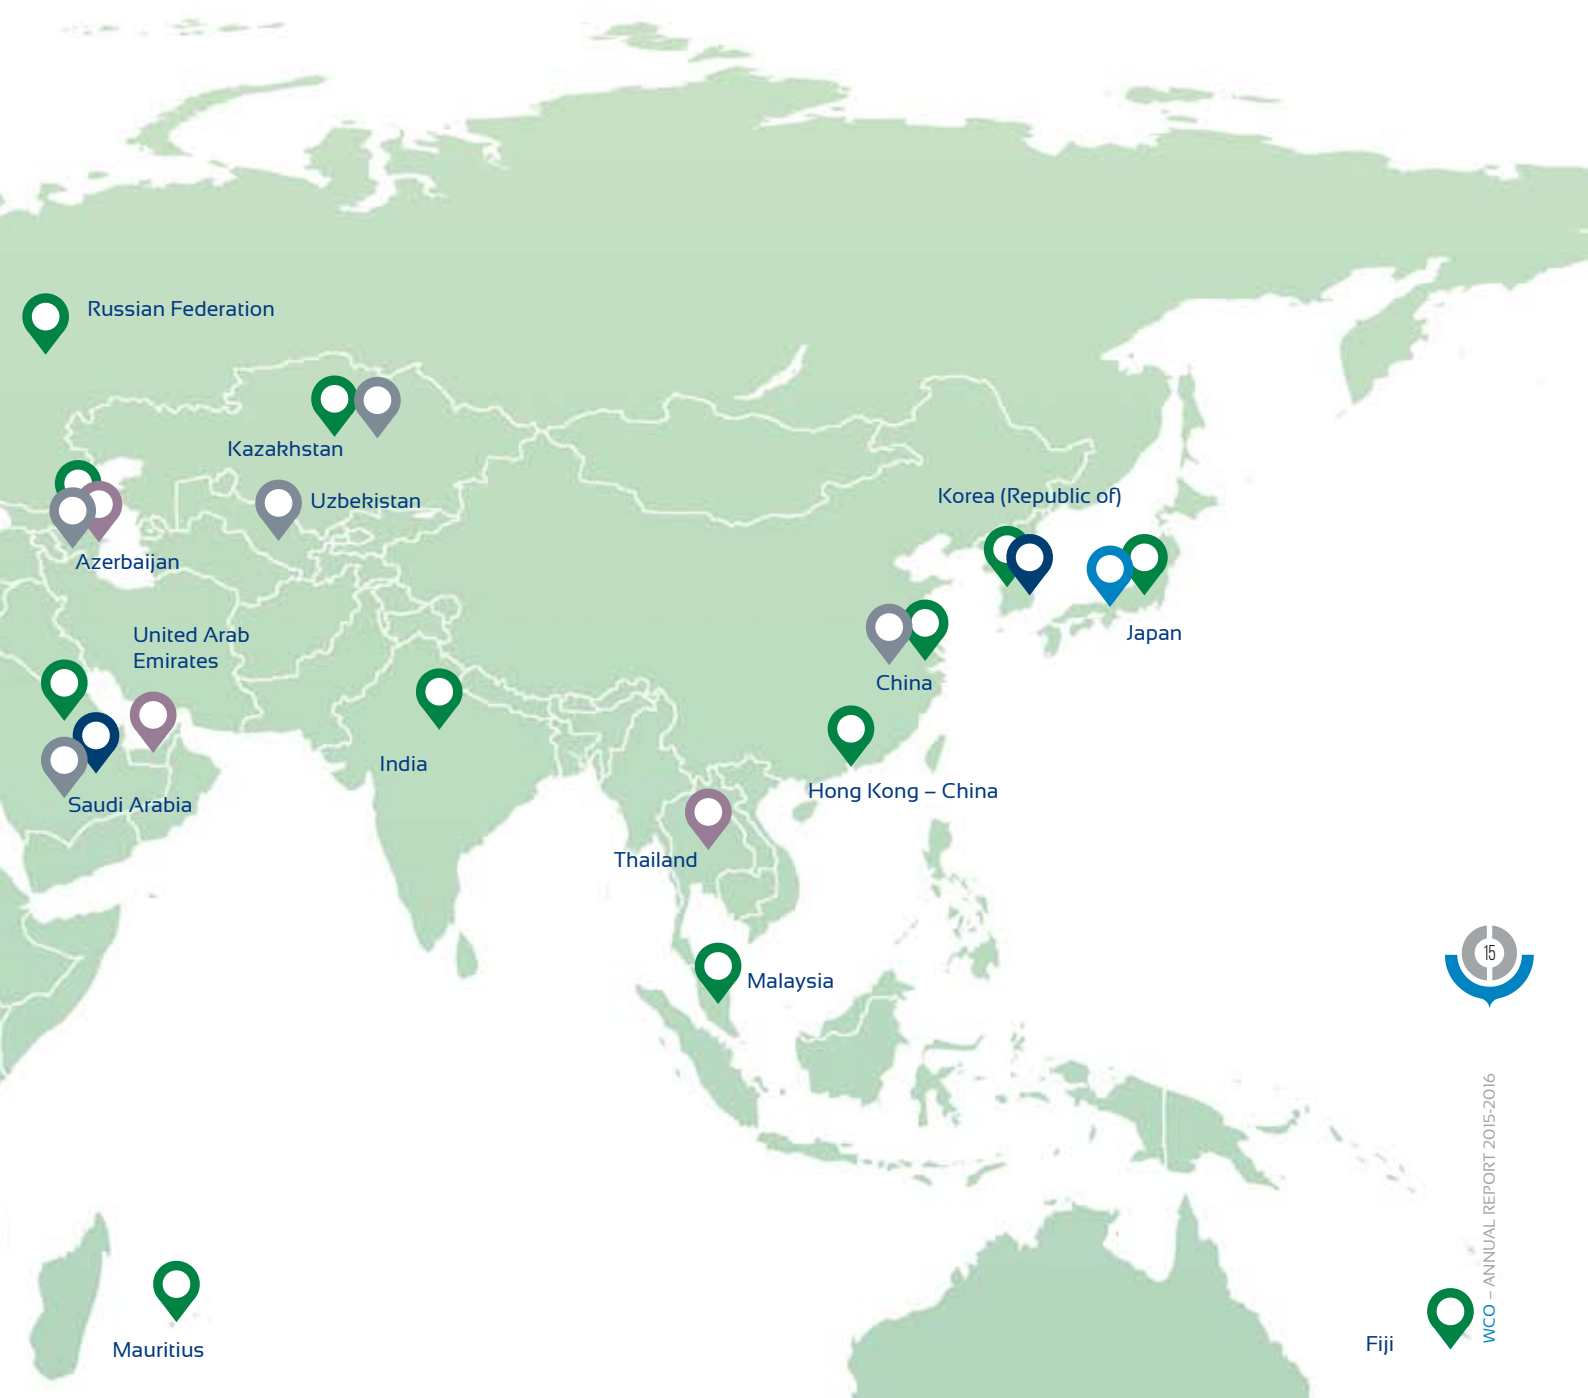 Russian Federation
Kazakhstan
Uzbekistan
Korea (Republic of)
Azerbaijan
United Arab
Emirates
Japan
China
India
Hong Kong – China
Saudi Arabia
Thailand
Malaysia
15
WCO – ANNUAL REPORT 2015-2016
Mauritius
Fiji